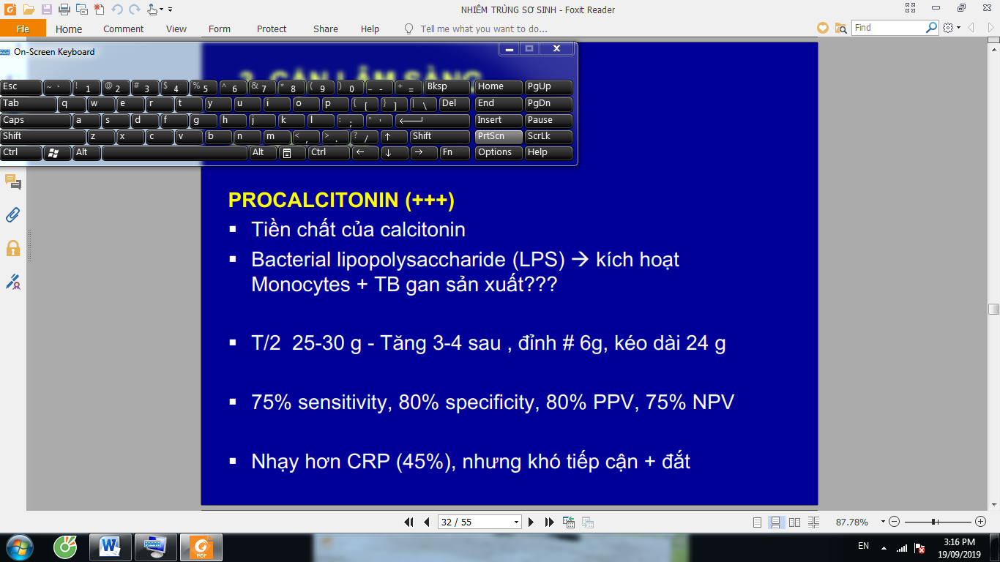 NHIỄM TRÙNG SƠ SINH - Foxit Reader
File Home Comment View Form Protect Share Help Tell me what you want to do... Find
On-Screen Keyboard
Esc ~ ` ! 1 @ 2 # 3 $ 4 % 5 ^ 6 & 7 * 8 ( 9 ) 0 _ - + = Bksp Home PgUp
Tab q w e r t y u i o p { [ } ] | \ Del End PgDn
Caps a s d f g h j k l : ; " ' Insert Pause
Shift z x c v b n m < , > . ? / ↑ Shift PrtScn ScrLk
Ctrl Alt Alt Ctrl ← ↓ → Fn Options Help
PROCALCITONIN (+++)
▪ Tiền chất của calcitonin
▪ Bacterial lipopolysaccharide (LPS) → kích hoạt
Monocytes + TB gan sản xuất???
▪ T/2 25-30 g - Tăng 3-4 sau , đỉnh # 6g, kéo dài 24 g
▪ 75% sensitivity, 80% specificity, 80% PPV, 75% NPV
▪ Nhạy hơn CRP (45%), nhưng khó tiếp cận + đắt
32 / 55 87.78%
EN 3:16 PM
19/09/2019